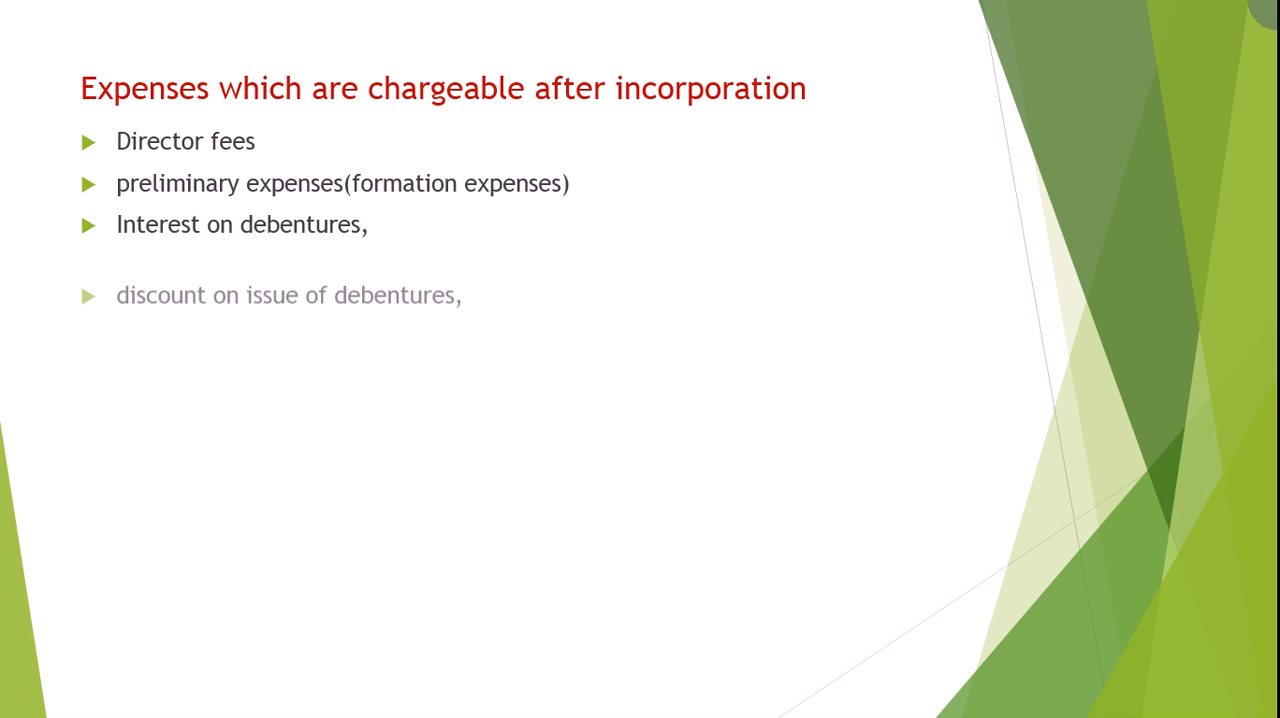 Expenses which are chargeable after incorporation
Director fees
preliminary expenses(formation expenses)
Interest on debentures,
discount on issue of debentures,